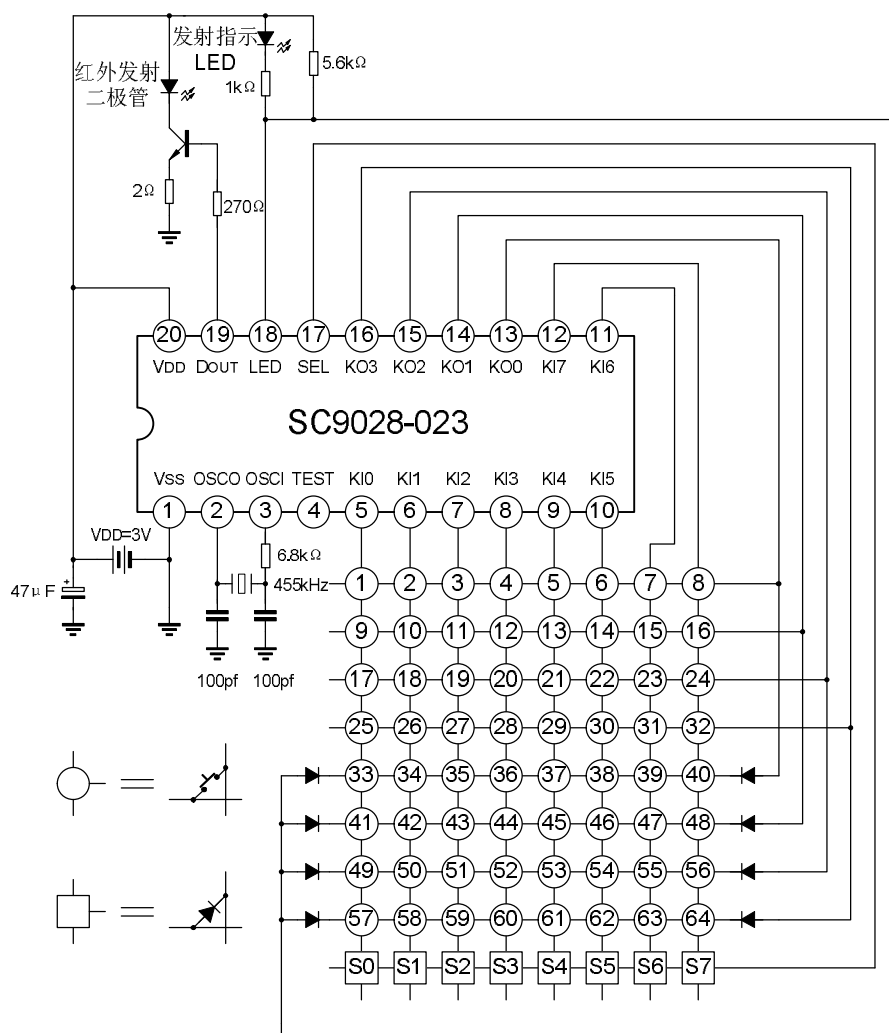 发射指示
LED
5.6kΩ
红外发射
二极管
1kΩ
2Ω
270Ω
20 19 18 17 16 15 14 13 12 11
VDD DOUT LED SEL KO3 KO2 KO1 KO0 KI7 KI6
SC9028-023
VSS OSCO OSCI TEST KI0 KI1 KI2 KI3 KI4 KI5
1 2 3 4 5 6 7 8 9 10
VDD=3V
6.8kΩ
+
47μF
455kHz
100pf 100pf
1 2 3 4 5 6 7 8
9 10 11 12 13 14 15 16
17 18 19 20 21 22 23 24
25 26 27 28 29 30 31 32
33 34 35 36 37 38 39 40
41 42 43 44 45 46 47 48
49 50 51 52 53 54 55 56
57 58 59 60 61 62 63 64
S0 S1 S2 S3 S4 S5 S6 S7